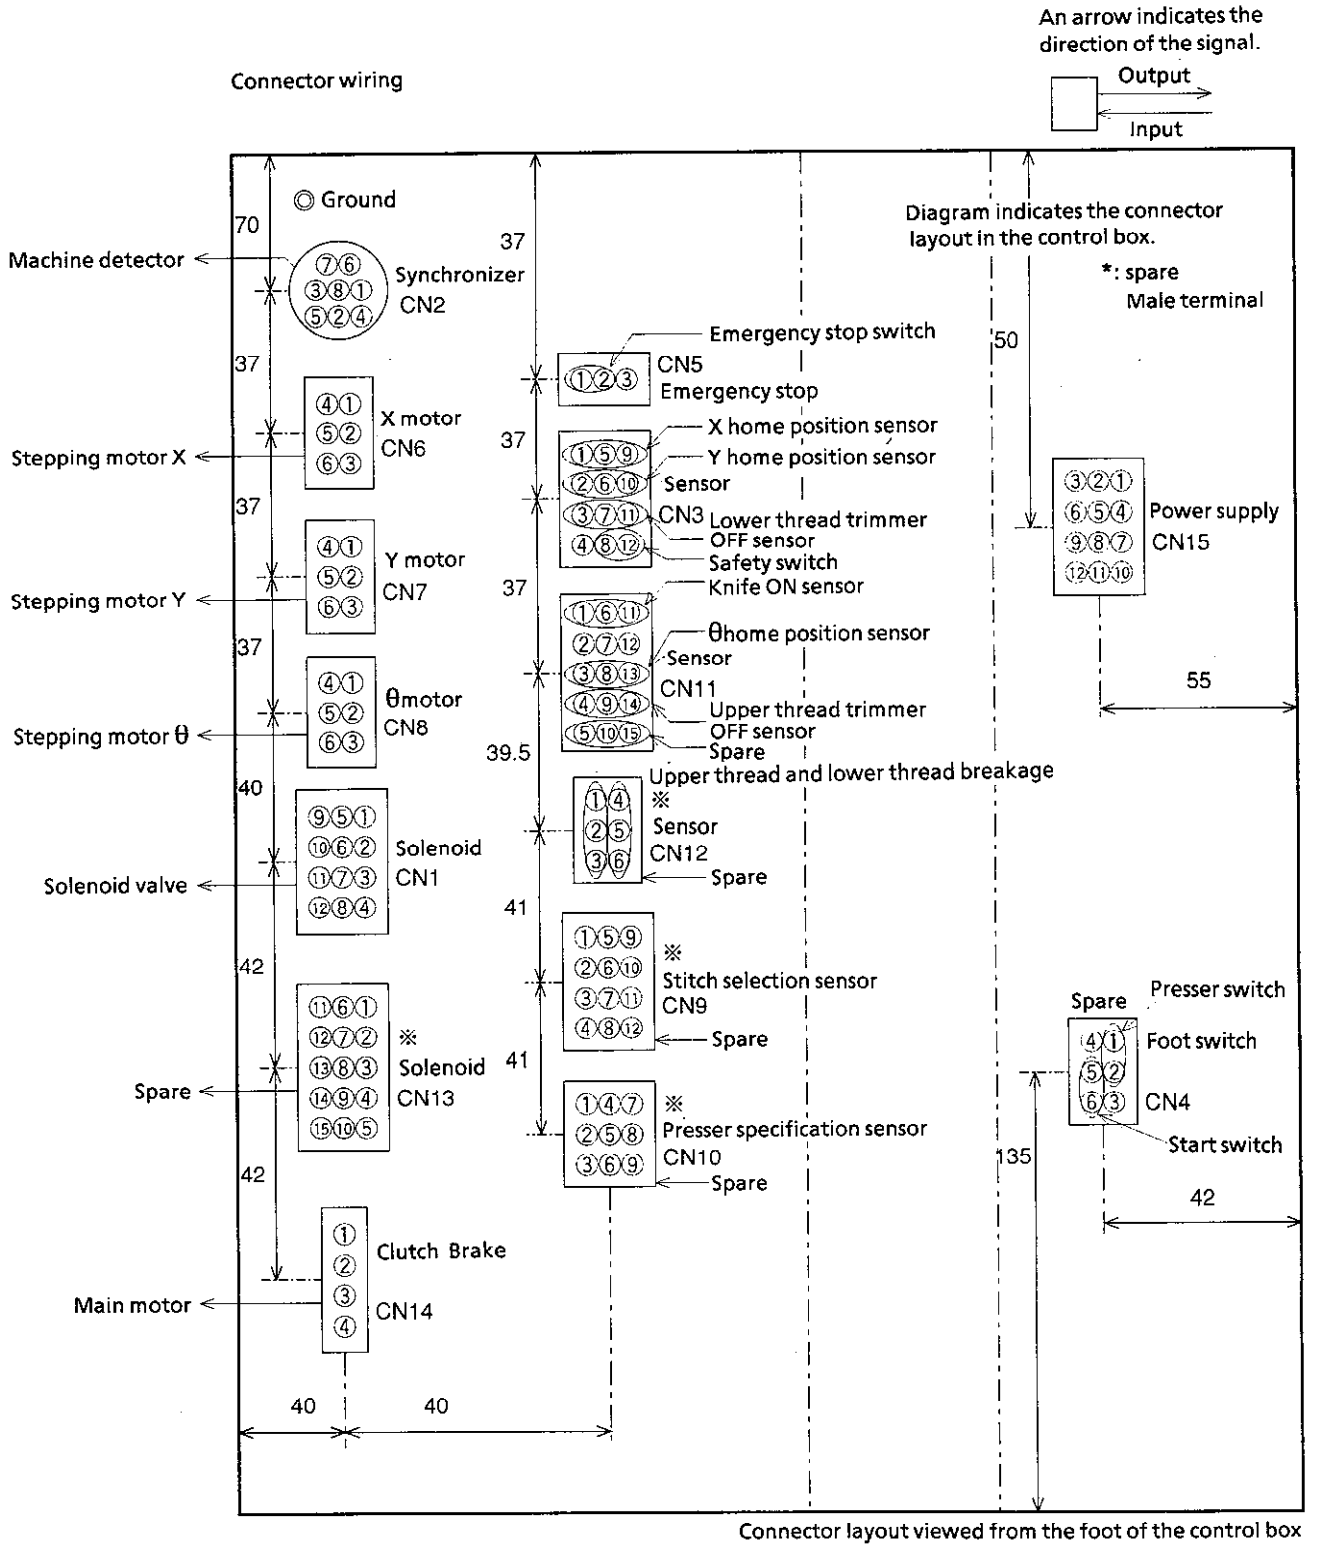 An arrow indicates the
direction of the signal.
Connector wiring
Output
Input
Ground
70
37
Diagram indicates the connector
layout in the control box.
*: spare
Male terminal
Machine detector
⑦⑥
③⑧①
⑤②④
Synchronizer
CN2
37
④①
⑤②
⑥③
X motor
CN6
Stepping motor X
37
④①
⑤②
⑥③
Y motor
CN7
Stepping motor Y
37
④①
⑤②
⑥③
θmotor
CN8
Stepping motor θ
40
⑨⑤①
⑩⑥②
⑪⑦③
⑫⑧④
Solenoid
CN1
Solenoid valve
42
⑪⑥①
⑫⑦②
⑬⑧③
⑭⑨④
⑮⑩⑤
※
Solenoid
CN13
Spare
42
①
②
③
④
Clutch Brake
CN14
Main motor
40
40
Emergency stop switch
CN5
①②③
Emergency stop
37
X home position sensor
Y home position sensor
①⑤⑨
②⑥⑩
③⑦⑪
④⑧⑫
Sensor
CN3
Lower thread trimmer
OFF sensor
Safety switch
37
Knife ON sensor
①⑥⑪
②⑦⑫
③⑧⑬
④⑨⑭
⑤⑩⑮
θhome position sensor
Sensor
CN11
Upper thread trimmer
OFF sensor
Spare
39.5
Upper thread and lower thread breakage
①④
②⑤
③⑥
※
Sensor
CN12
Spare
41
①⑤⑨
②⑥⑩
③⑦⑪
④⑧⑫
※
Stitch selection sensor
CN9
Spare
41
①④⑦
②⑤⑧
③⑥⑨
※
Presser specification sensor
CN10
Spare
50
③②①
⑥⑤④
⑨⑧⑦
⑫⑪⑩
Power supply
CN15
55
Spare
Presser switch
④①
⑤②
⑥③
Foot switch
CN4
Start switch
135
42
Connector layout viewed from the foot of the control box